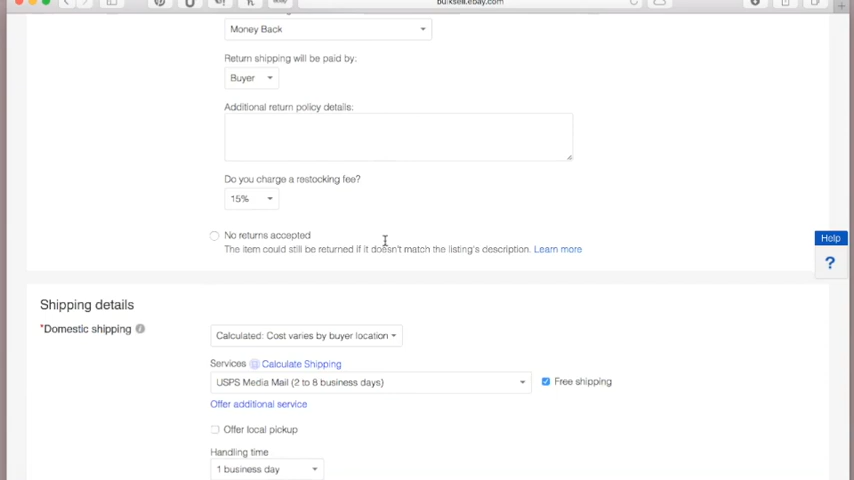 bulksell.ebay.com
Money Back
Return shipping will be paid by:
Buyer
Additional return policy details:
Do you charge a restocking fee?
15%
No returns accepted
The item could still be returned if it doesn't match the listing's description. Learn more
Help
?
Shipping details
*Domestic shipping
Calculated: Cost varies by buyer location
Services Calculate Shipping
USPS Media Mail (2 to 8 business days)
Free shipping
Offer additional service
Offer local pickup
Handling time
1 business day